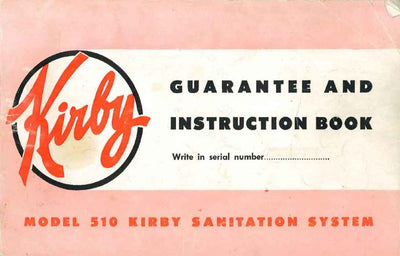 Kirby
GUARANTEE AND
INSTRUCTION BOOK
Write in serial number..........................
MODEL 510 KIRBY SANITATION SYSTEM